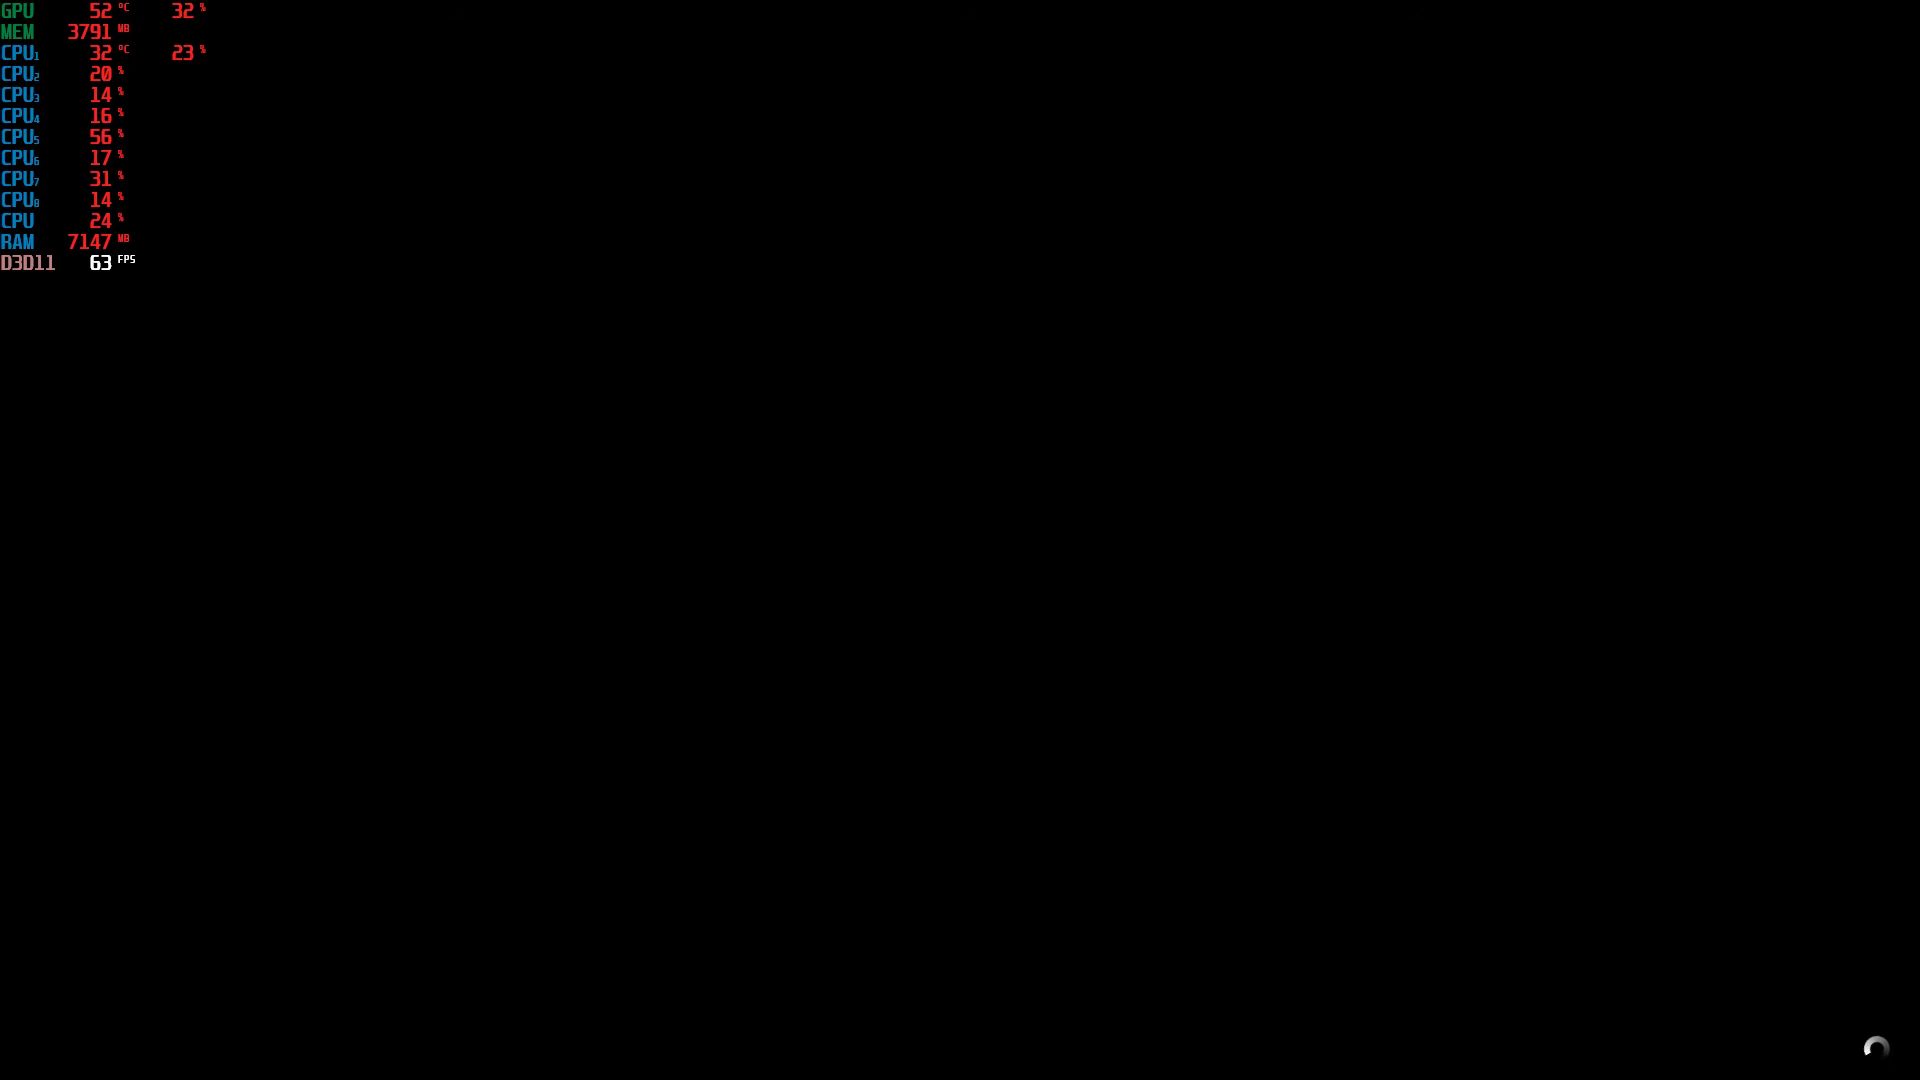 GPU 52 °C 32 %
MEM 3791 MB
CPU1 32 °C 23 %
CPU2 20 %
CPU3 14 %
CPU4 16 %
CPU5 56 %
CPU6 17 %
CPU7 31 %
CPU8 14 %
CPU 24 %
RAM 7147 MB
D3D11 63 FPS